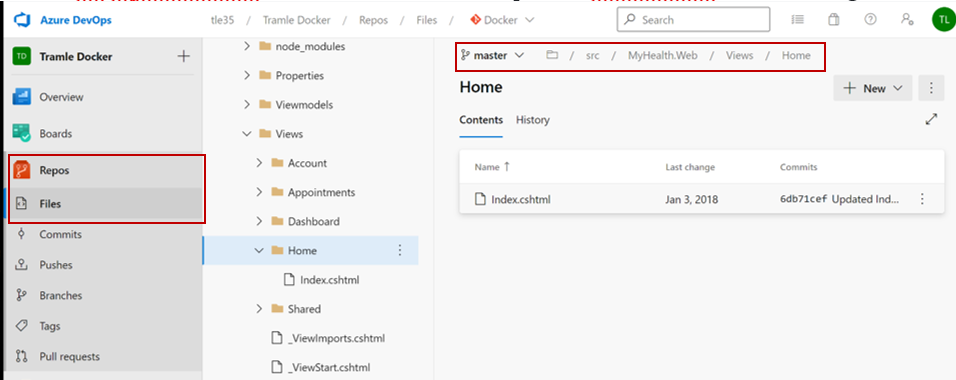 Azure DevOps
tle35 / Tramle Docker / Repos / Files / Docker
Search
TL
TD Tramle Docker
Overview
Boards
Repos
Files
Commits
Pushes
Branches
Tags
Pull requests
node_modules
Properties
Viewmodels
Views
Account
Appointments
Dashboard
Home
Index.cshtml
Shared
_ViewImports.cshtml
_ViewStart.cshtml
master / src / MyHealth.Web / Views / Home
Home
New
Contents History
Name ↑ Last change Commits
Index.cshtml Jan 3, 2018 6db71cef Updated Ind...